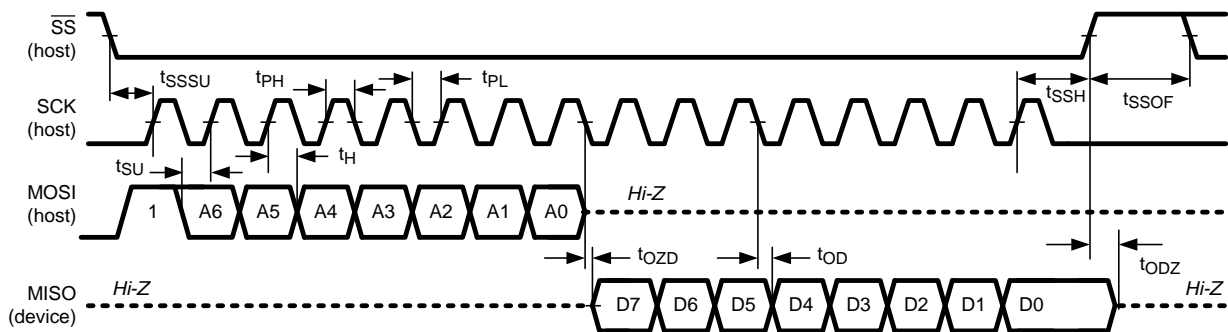 SS
(host)
tSSSU
tPH
tPL
tSSH
tSSOF
SCK
(host)
tSU
tH
MOSI
(host)
1 A6 A5 A4 A3 A2 A1 A0
Hi-Z
tOZD
tOD
tODZ
MISO
(device)
Hi-Z
D7 D6 D5 D4 D3 D2 D1 D0
Hi-Z